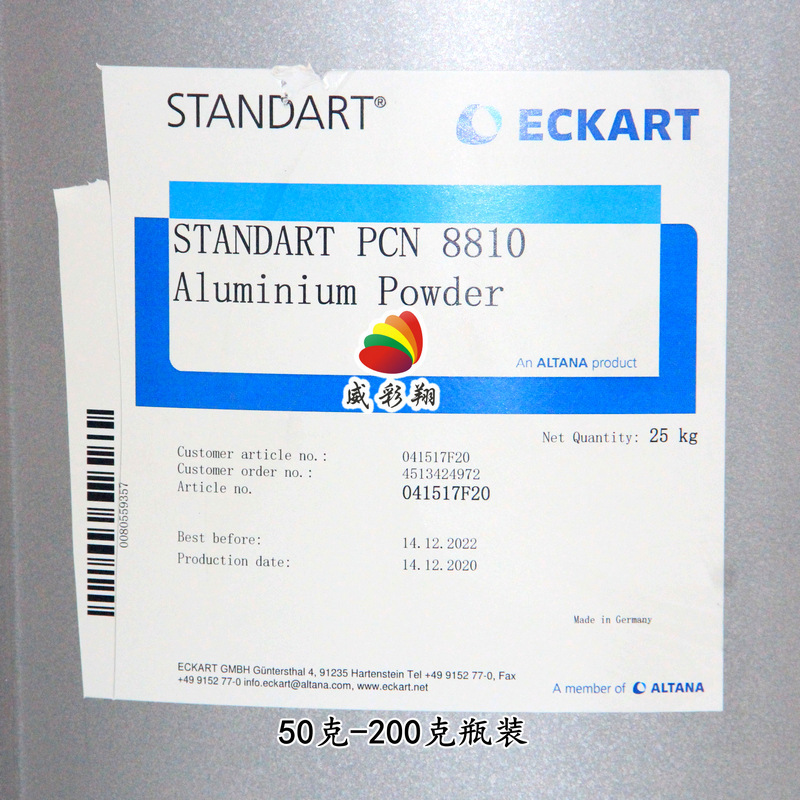 STANDART®
ECKART
STANDART PCN 8810
Aluminium Powder
An ALTANA product
威彩翔
Net Quantity: 25 kg
Customer article no.: 041517F20
Customer order no.: 4513424972
Article no. 041517F20
Best before: 14.12.2022
Production date: 14.12.2020
0080559357
Made in Germany
ECKART GMBH Güntersthal 4, 91235 Hartenstein Tel +49 9152 77-0, Fax
+49 9152 77-0 info.eckart@altana.com, www.eckart.net
A member of ALTANA
50克-200克瓶装